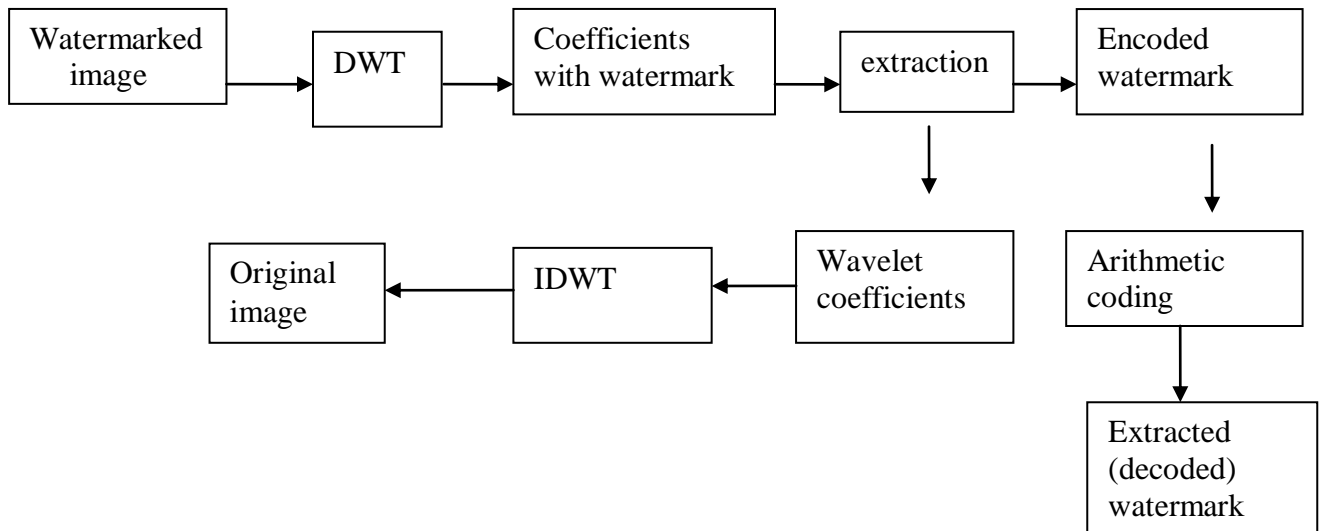 Watermarked
image
DWT
Coefficients
with watermark
extraction
Encoded
watermark
Original
image
IDWT
Wavelet
coefficients
Arithmetic
coding
Extracted
(decoded)
watermark